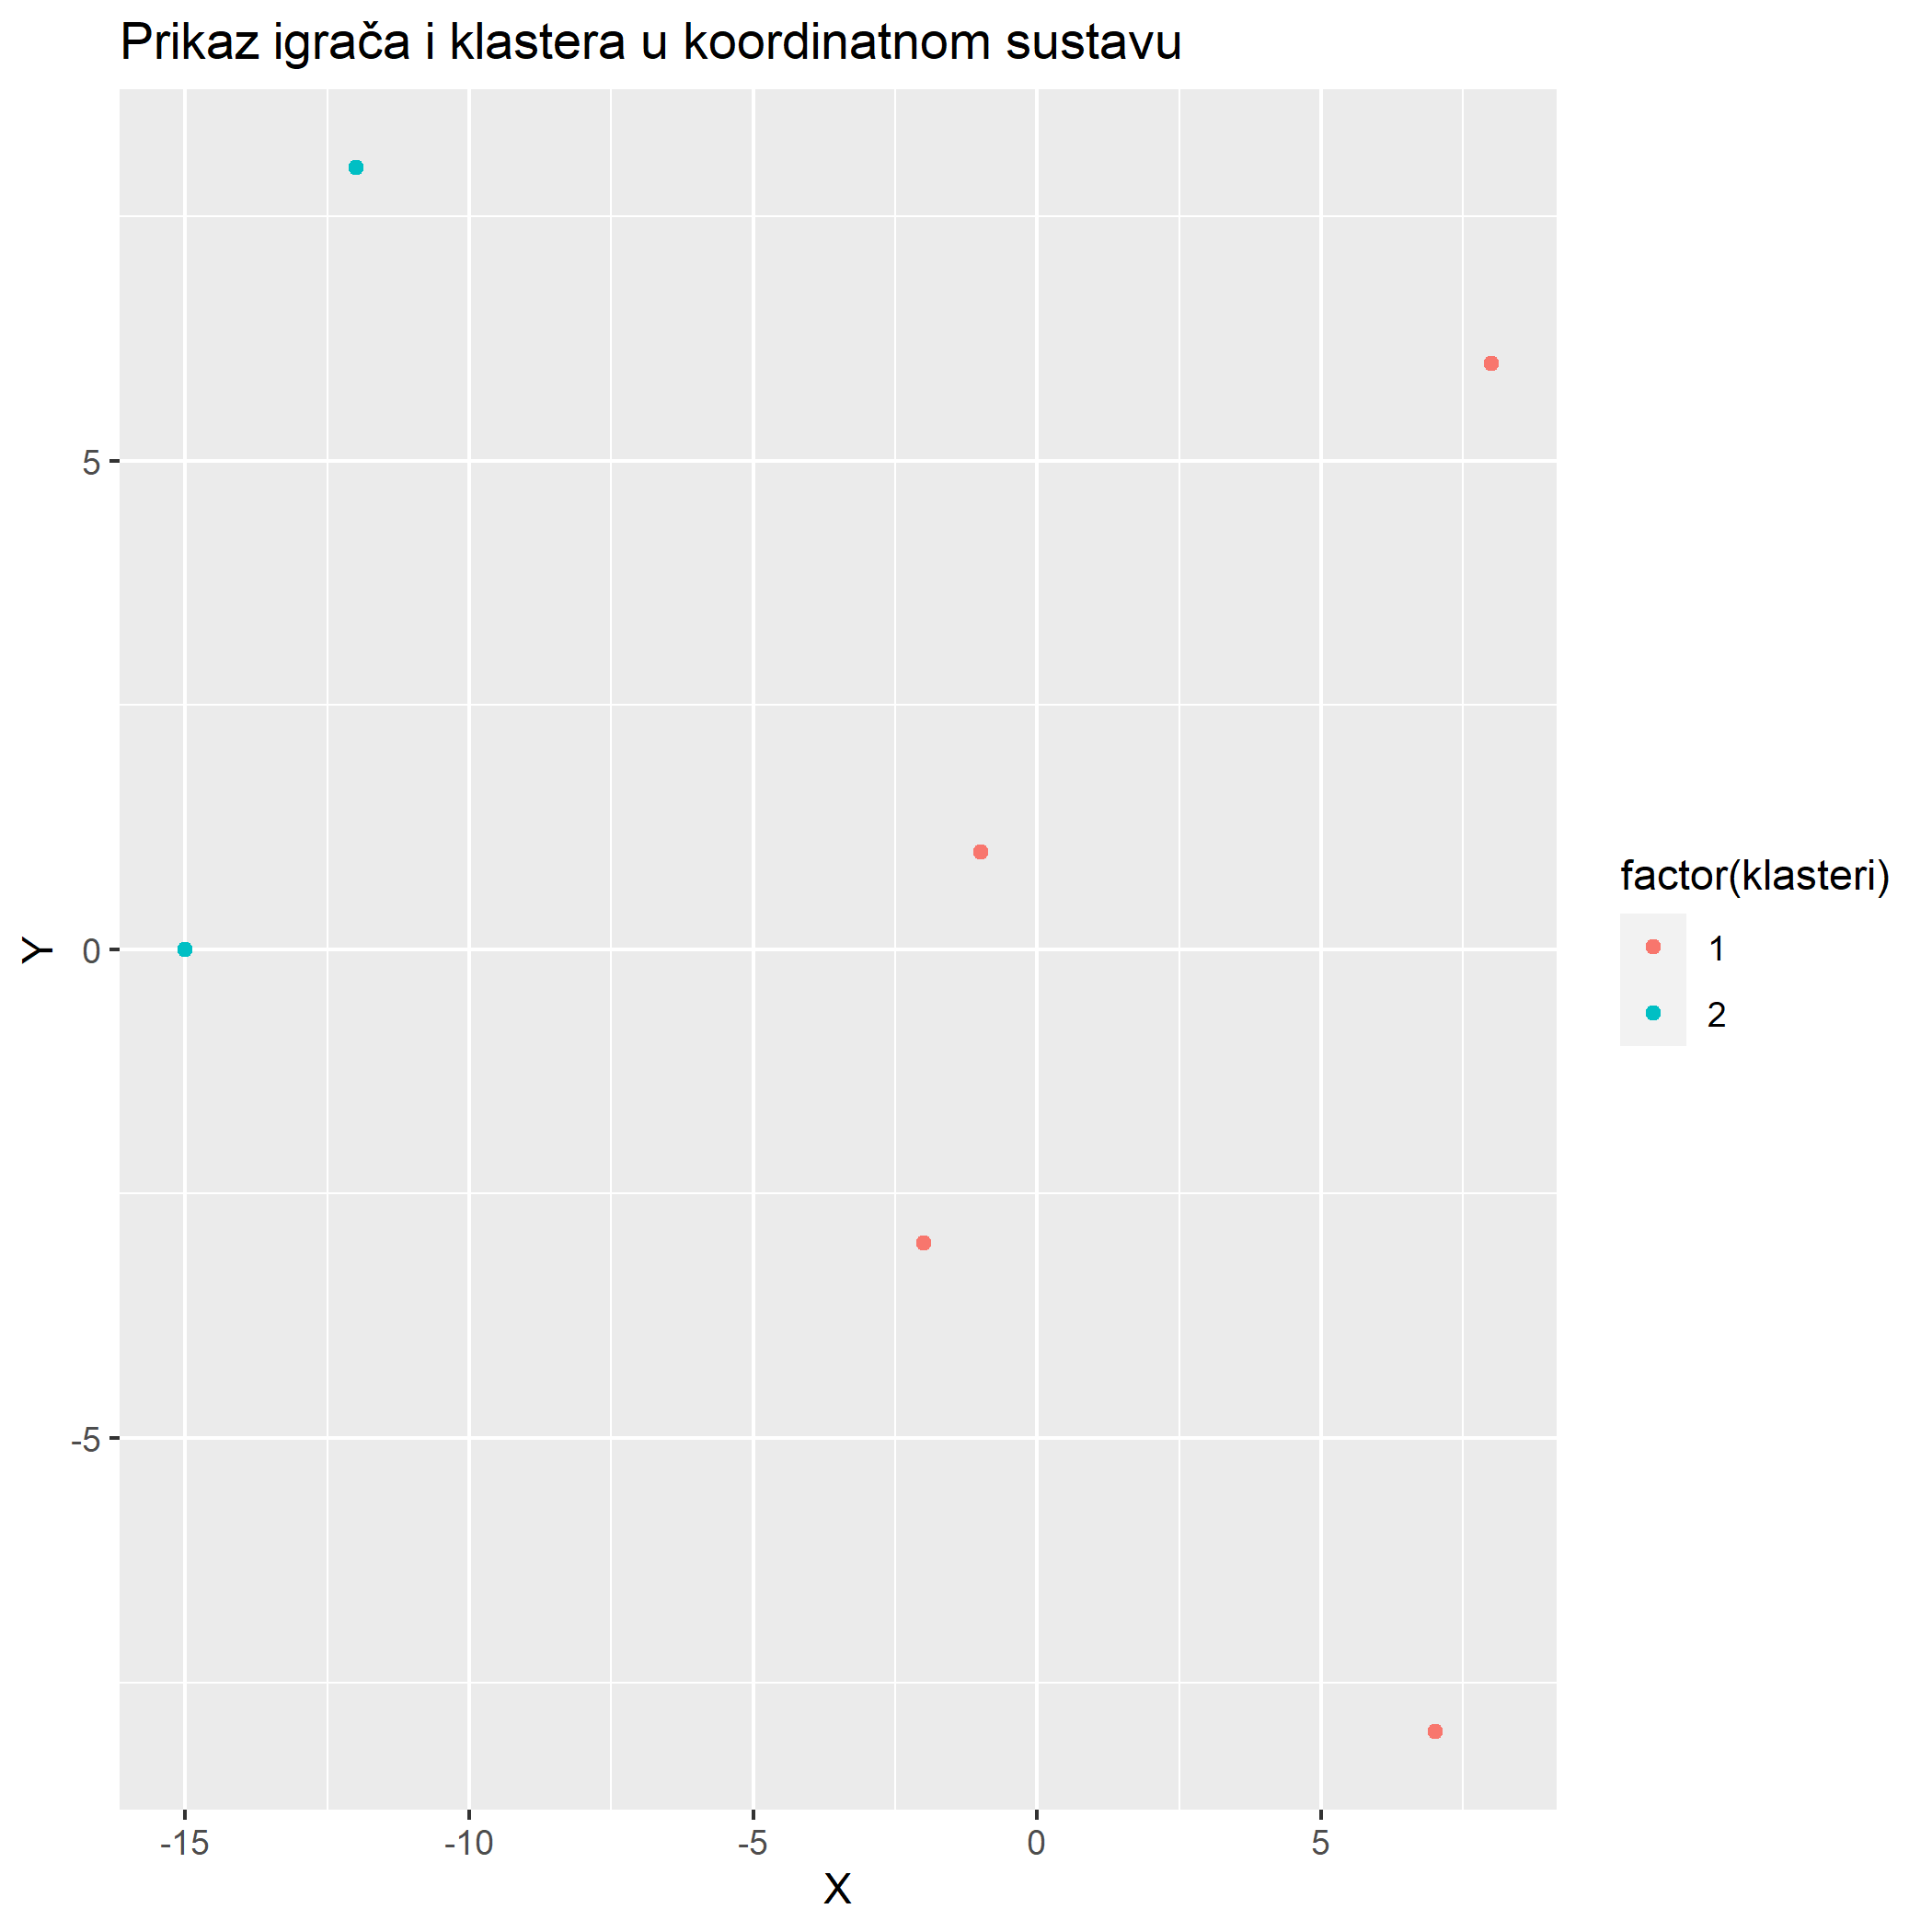 Prikaz igrača i klastera u koordinatnom sustavu
5
0
-5
Y
-15
-10
-5
0
5
X
factor(klasteri)
1
2